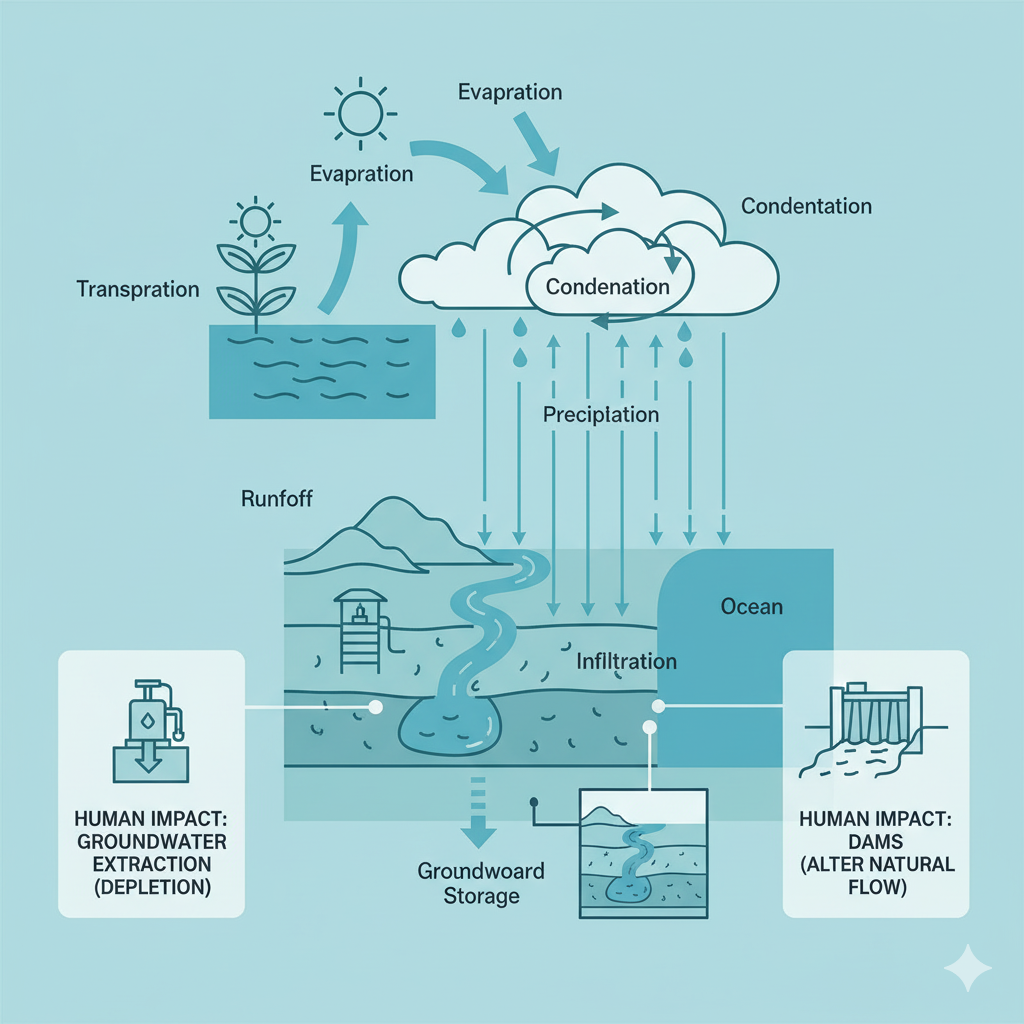 Evapration
Evapration
Condentation
Transpration
Condenation
Preciptation
Runfoff
Ocean
Infiltration
HUMAN IMPACT:
GROUNDWATER
EXTRACTION
(DEPLETION)
HUMAN IMPACT:
DAMS
(ALTER NATURAL
FLOW)
Groundwoard
Storage